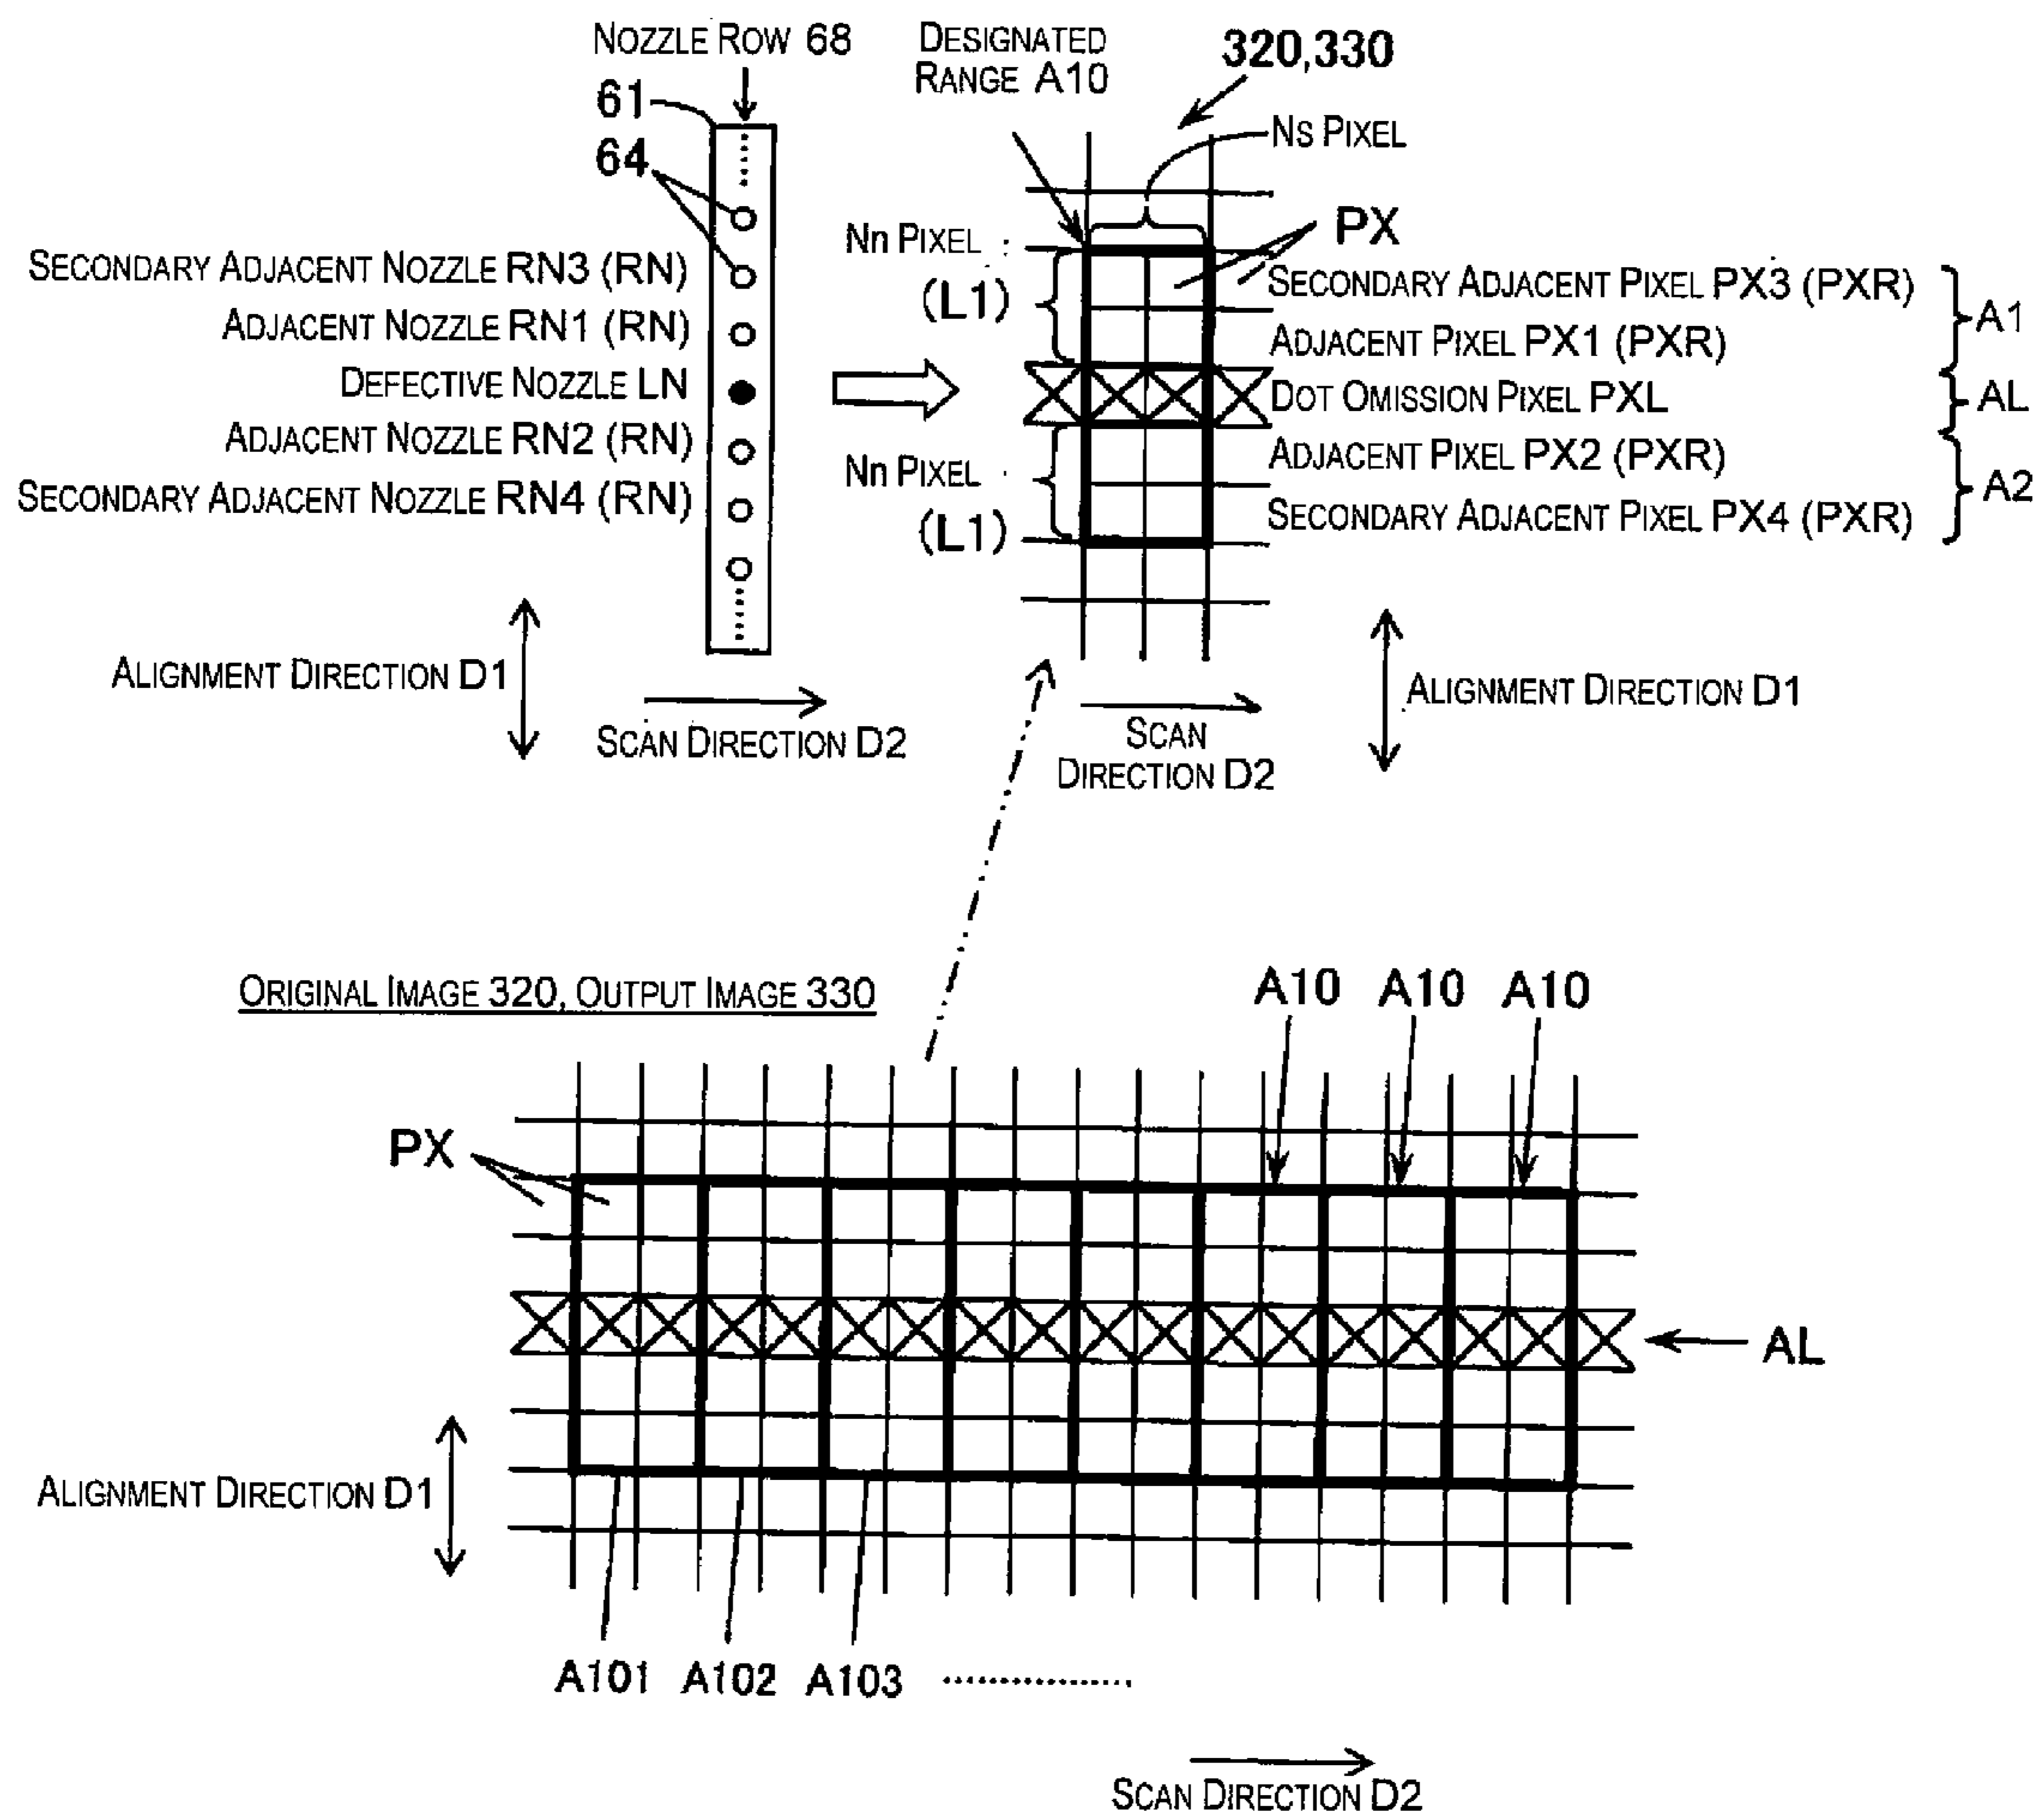 NOZZLE ROW 68
61
64
SECONDARY ADJACENT NOZZLE RN3 (RN)
ADJACENT NOZZLE RN1 (RN)
DEFECTIVE NOZZLE LN
ADJACENT NOZZLE RN2 (RN)
SECONDARY ADJACENT NOZZLE RN4 (RN)
ALIGNMENT DIRECTION D1
SCAN DIRECTION D2
DESIGNATED
RANGE A10
320,330
NS PIXEL
PX
Nn PIXEL
(L1)
SECONDARY ADJACENT PIXEL PX3 (PXR)
ADJACENT PIXEL PX1 (PXR)
A1
DOT OMISSION PIXEL PXL
AL
Nn PIXEL
(L1)
ADJACENT PIXEL PX2 (PXR)
SECONDARY ADJACENT PIXEL PX4 (PXR)
A2
SCAN
DIRECTION D2
ALIGNMENT DIRECTION D1
ORIGINAL IMAGE 320, OUTPUT IMAGE 330
A10 A10 A10
PX
AL
ALIGNMENT DIRECTION D1
A101 A102 A103 ................
SCAN DIRECTION D2